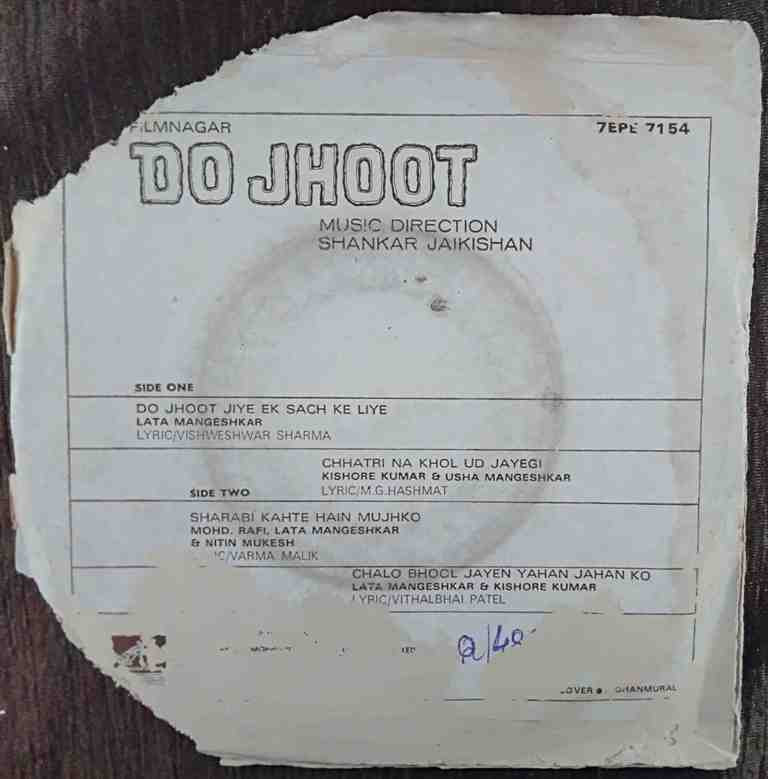 FILMNAGAR
7EPE 7154
DO JHOOT
MUSIC DIRECTION
SHANKAR JAIKISHAN
SIDE ONE
DO JHOOT JIYE EK SACH KE LIYE
LATA MANGESHKAR
LYRIC/VISHWESHWAR SHARMA
CHHATRI NA KHOL UD JAYEGI
KISHORE KUMAR & USHA MANGESHKAR
LYRIC/M.G.HASHMAT
SIDE TWO
SHARABI KAHTE HAIN MUJHKO
MOHD. RAFI, LATA MANGESHKAR
& NITIN MUKESH
LYRIC/VARMA MALIK
CHALO BHOOL JAYEN YAHAN JAHAN KO
LATA MANGESHKAR & KISHORE KUMAR
LYRIC/VITHALBHAI PATEL